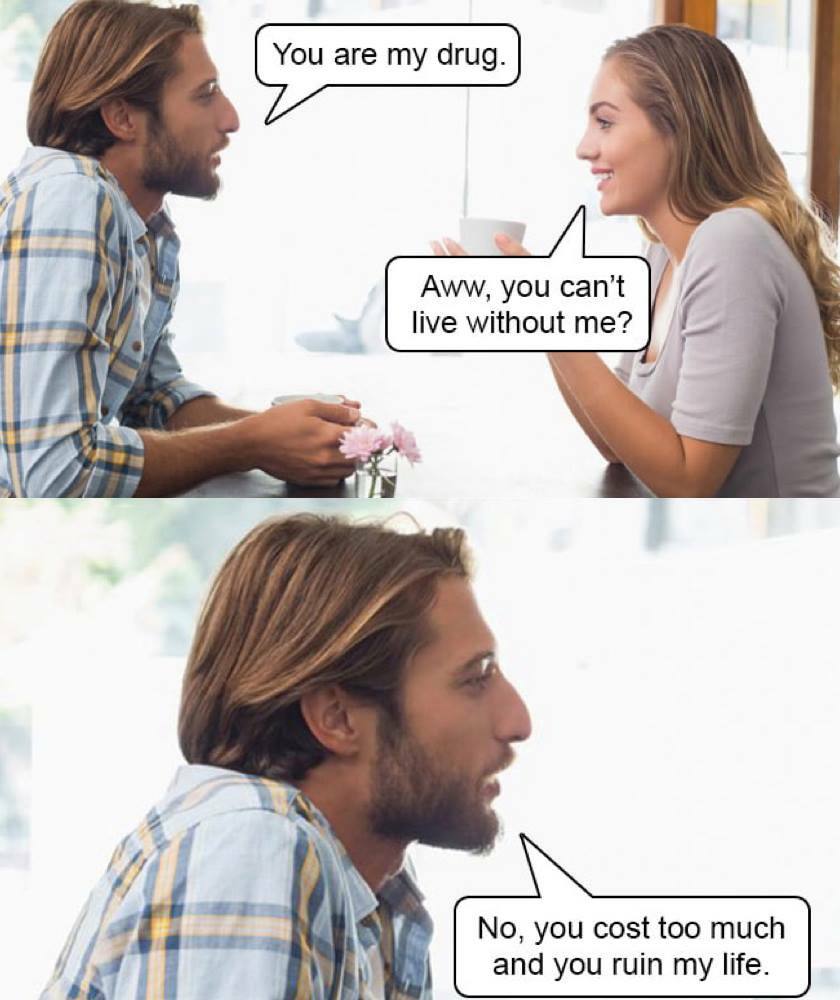 You are my drug.
Aww, you can't
live without me?
No, you cost too much
and you ruin my life.